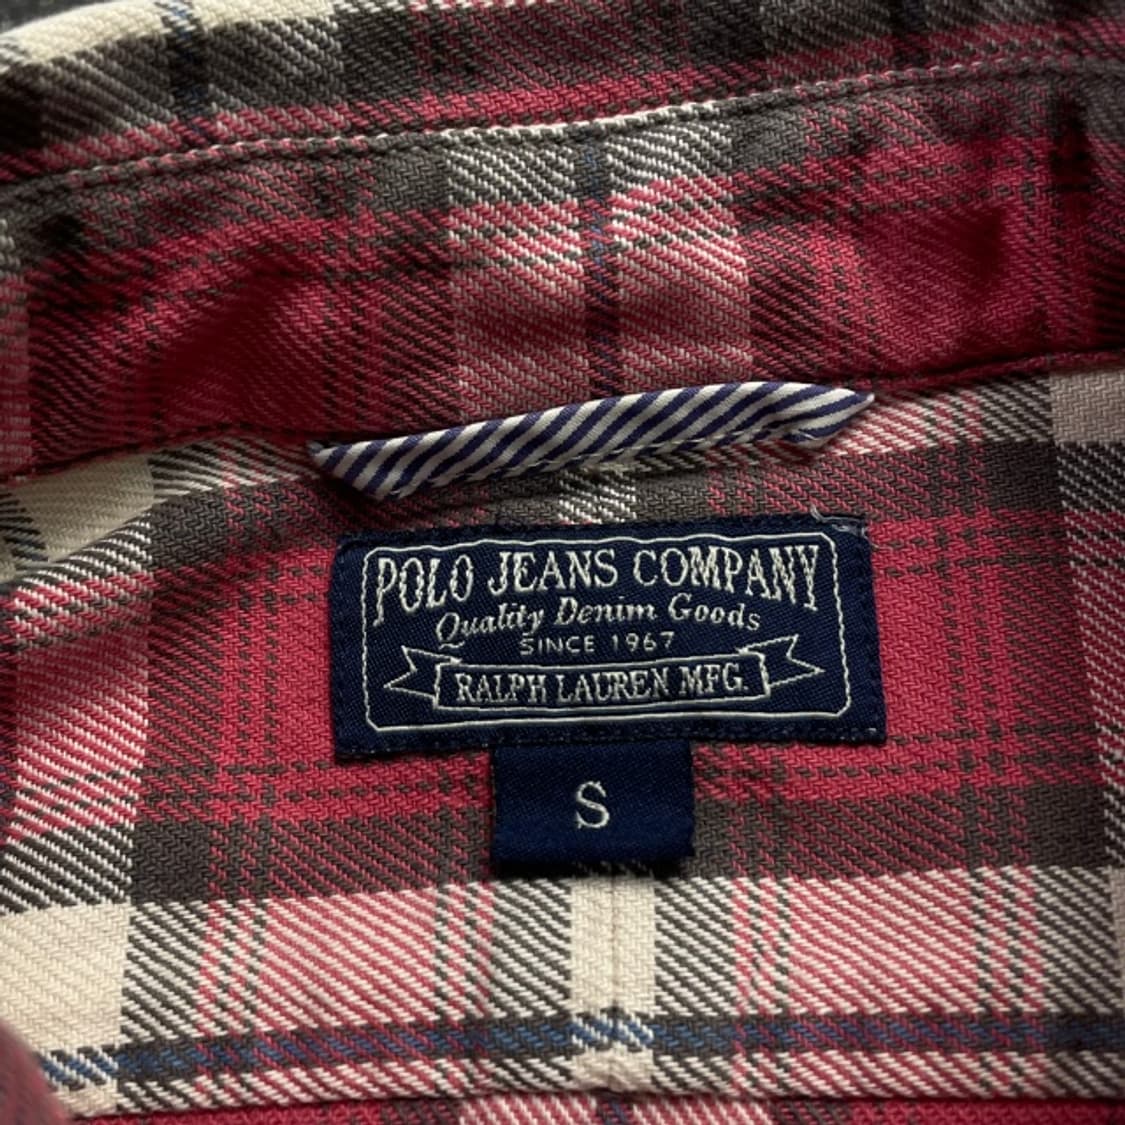 POLO JEANS COMPANY
Quality Denim Goods
SINCE 1967
RALPH LAUREN MFG.
S